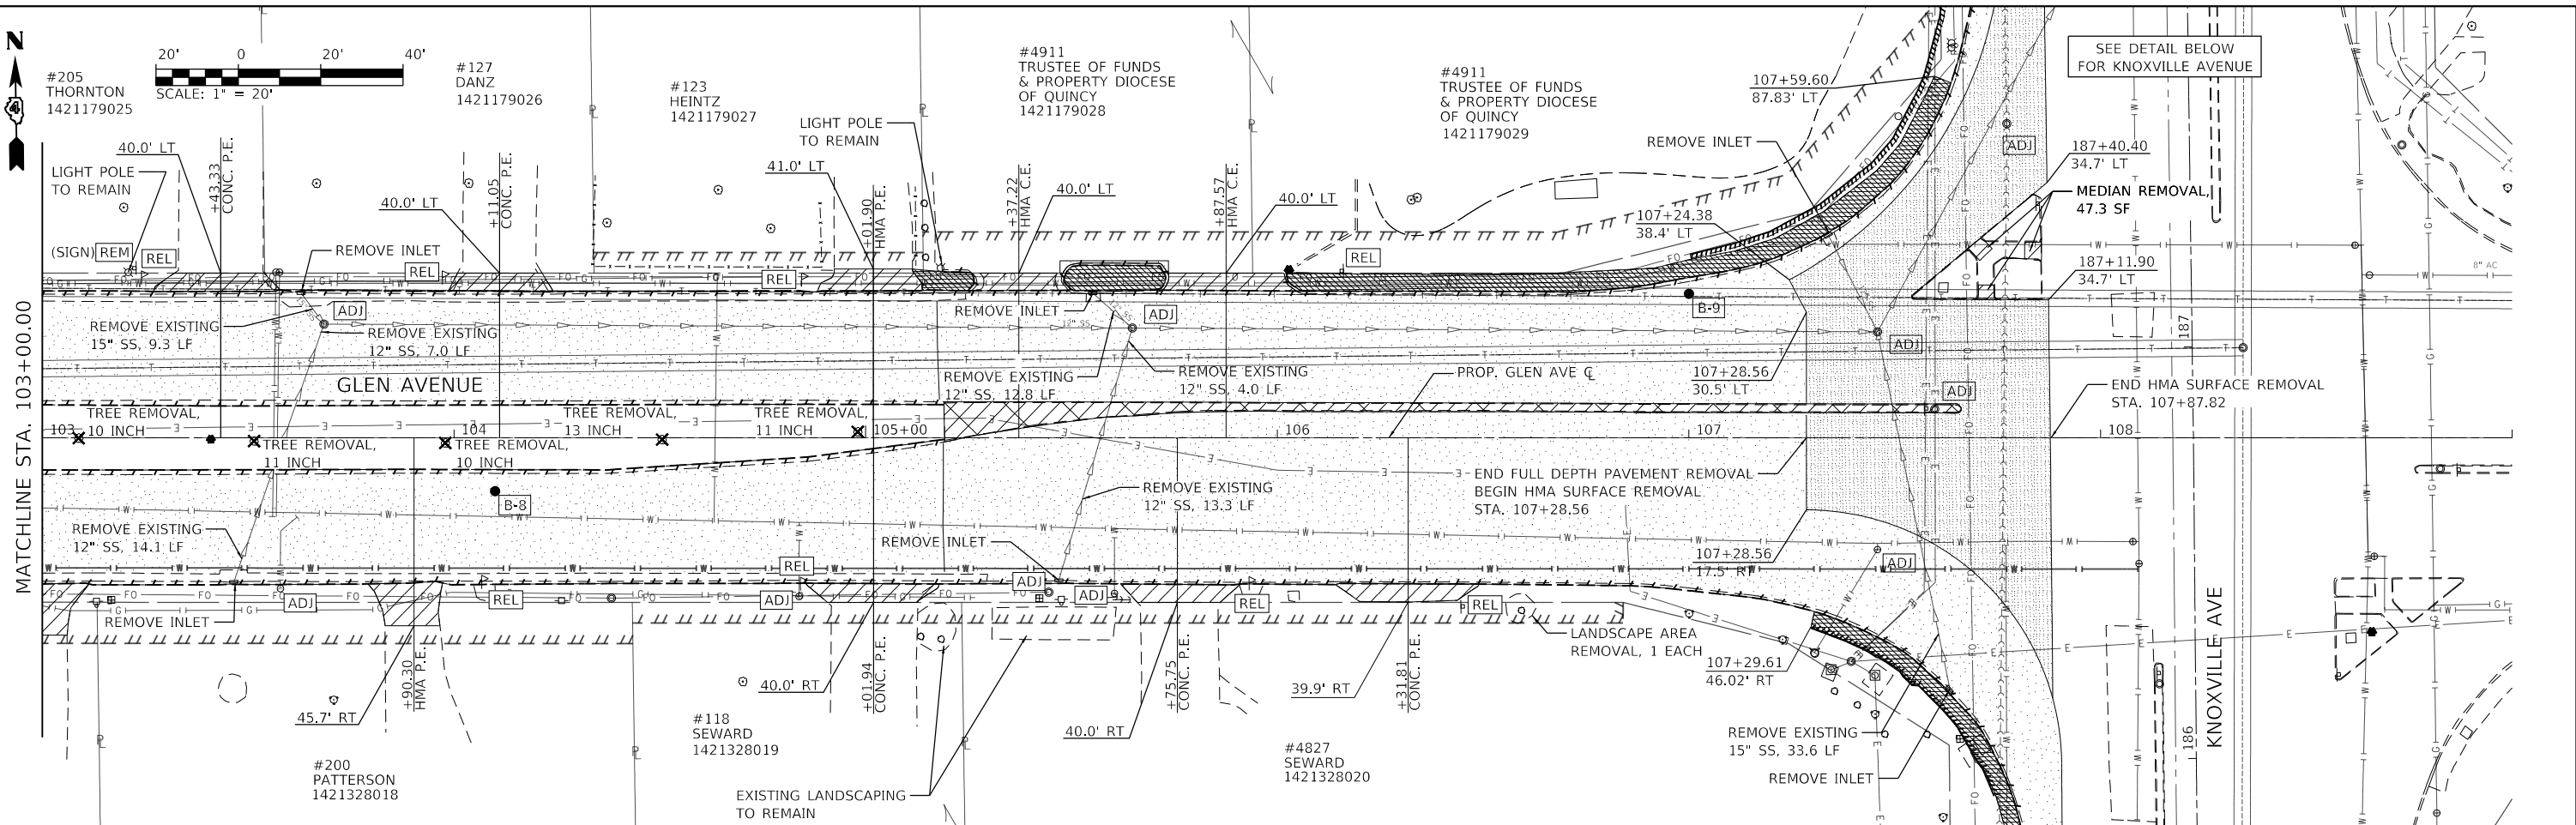 N
4
20'
0
20'
40'
SCALE: 1" = 20'
#205
THORNTON
1421179025
#127
DANZ
1421179026
#123
HEINTZ
1421179027
#4911
TRUSTEE OF FUNDS
& PROPERTY DIOCESE
OF QUINCY
1421179028
#4911
TRUSTEE OF FUNDS
& PROPERTY DIOCESE
OF QUINCY
1421179029
SEE DETAIL BELOW
FOR KNOXVILLE AVENUE
LIGHT POLE
TO REMAIN
40.0' LT
+43.33
CONC. P.E.
40.0' LT
+11.05
CONC. P.E.
LIGHT POLE
TO REMAIN
41.0' LT
+01.90
HMA P.E.
+37.22
HMA C.E.
40.0' LT
+87.57
HMA C.E.
40.0' LT
107+59.60
87.83' LT
REMOVE INLET
107+24.38
38.4' LT
ADJ
187+40.40
34.7' LT
MEDIAN REMOVAL,
47.3 SF
187+11.90
34.7' LT
8" AC
(SIGN)
REM
REL
REMOVE INLET
REL
REL
REL
REMOVE EXISTING
15" SS, 9.3 LF
ADJ
REMOVE EXISTING
12" SS, 7.0 LF
REMOVE INLET
12" SS
ADJ
B-9
ADJ
GLEN AVENUE
REMOVE EXISTING
12" SS, 12.8 LF
REMOVE EXISTING
12" SS, 4.0 LF
PROP. GLEN AVE ℄
107+28.56
30.5' LT
ADJ
END HMA SURFACE REMOVAL
STA. 107+87.82
MATCHLINE STA. 103+00.00
103
TREE REMOVAL,
10 INCH
TREE REMOVAL,
11 INCH
104
TREE REMOVAL,
10 INCH
TREE REMOVAL,
13 INCH
TREE REMOVAL,
11 INCH
105+00
106
107
108
187
B-8
REMOVE EXISTING
12" SS, 13.3 LF
END FULL DEPTH PAVEMENT REMOVAL
BEGIN HMA SURFACE REMOVAL
STA. 107+28.56
REMOVE EXISTING
12" SS, 14.1 LF
REMOVE INLET
107+28.56
17.5' RT
ADJ
REL
ADJ
REMOVE INLET
ADJ
REL
ADJ
ADJ
REL
REL
LANDSCAPE AREA
REMOVAL, 1 EACH
107+29.61
46.02' RT
+90.30
HMA P.E.
45.7' RT
40.0' RT
+01.94
CONC. P.E.
40.0' RT
+75.75
CONC. P.E.
39.9' RT
+31.81
CONC. P.E.
#200
PATTERSON
1421328018
#118
SEWARD
1421328019
EXISTING LANDSCAPING
TO REMAIN
#4827
SEWARD
1421328020
REMOVE EXISTING
15" SS, 33.6 LF
REMOVE INLET
186
KNOXVILLE AVE